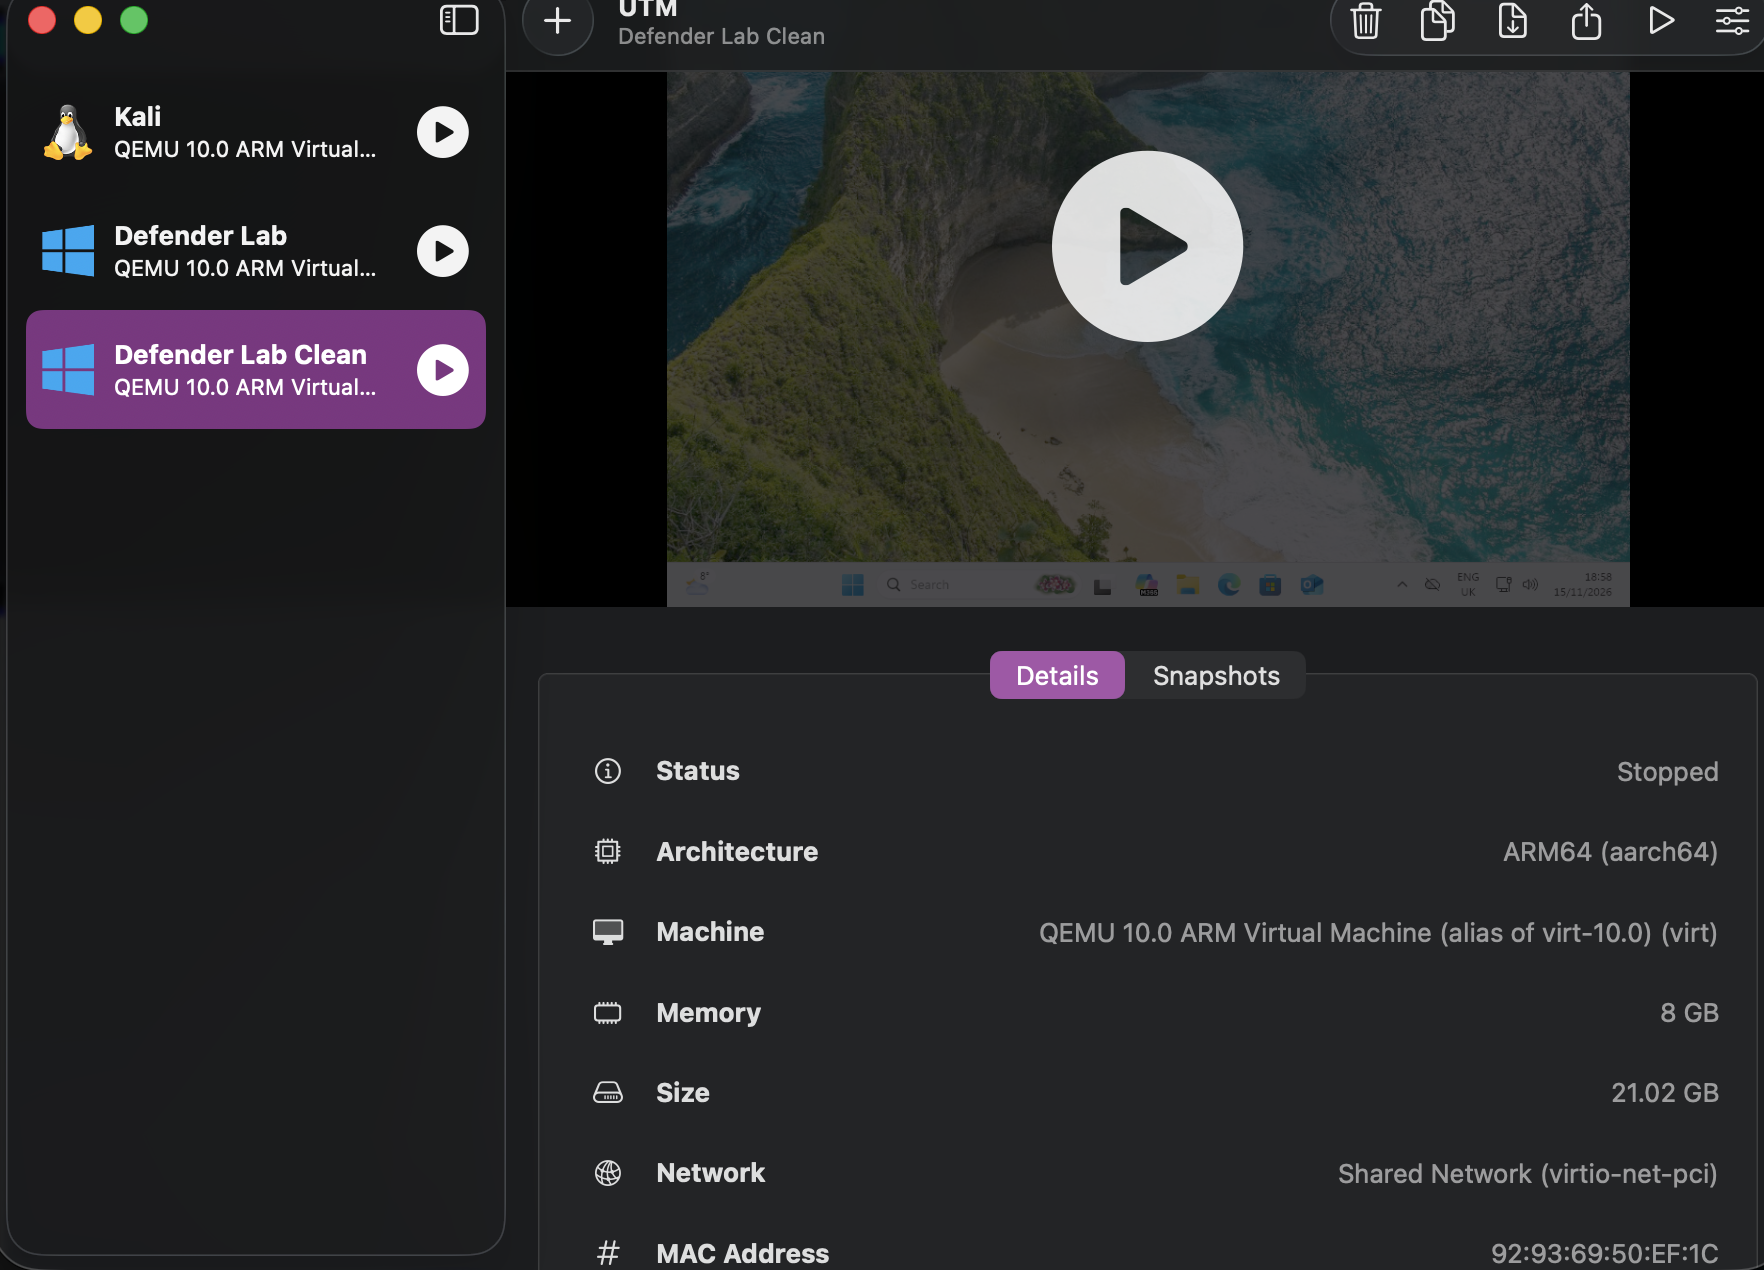 UTM
Defender Lab Clean
Kali
QEMU 10.0 ARM Virtual...
Defender Lab
QEMU 10.0 ARM Virtual...
Defender Lab Clean
QEMU 10.0 ARM Virtual...
8°
Search
M365
ENG
UK
18:58
15/11/2026
Details
Snapshots
Status
Stopped
Architecture
ARM64 (aarch64)
Machine
QEMU 10.0 ARM Virtual Machine (alias of virt-10.0) (virt)
Memory
8 GB
Size
21.02 GB
Network
Shared Network (virtio-net-pci)
MAC Address
92:93:69:50:EF:1C